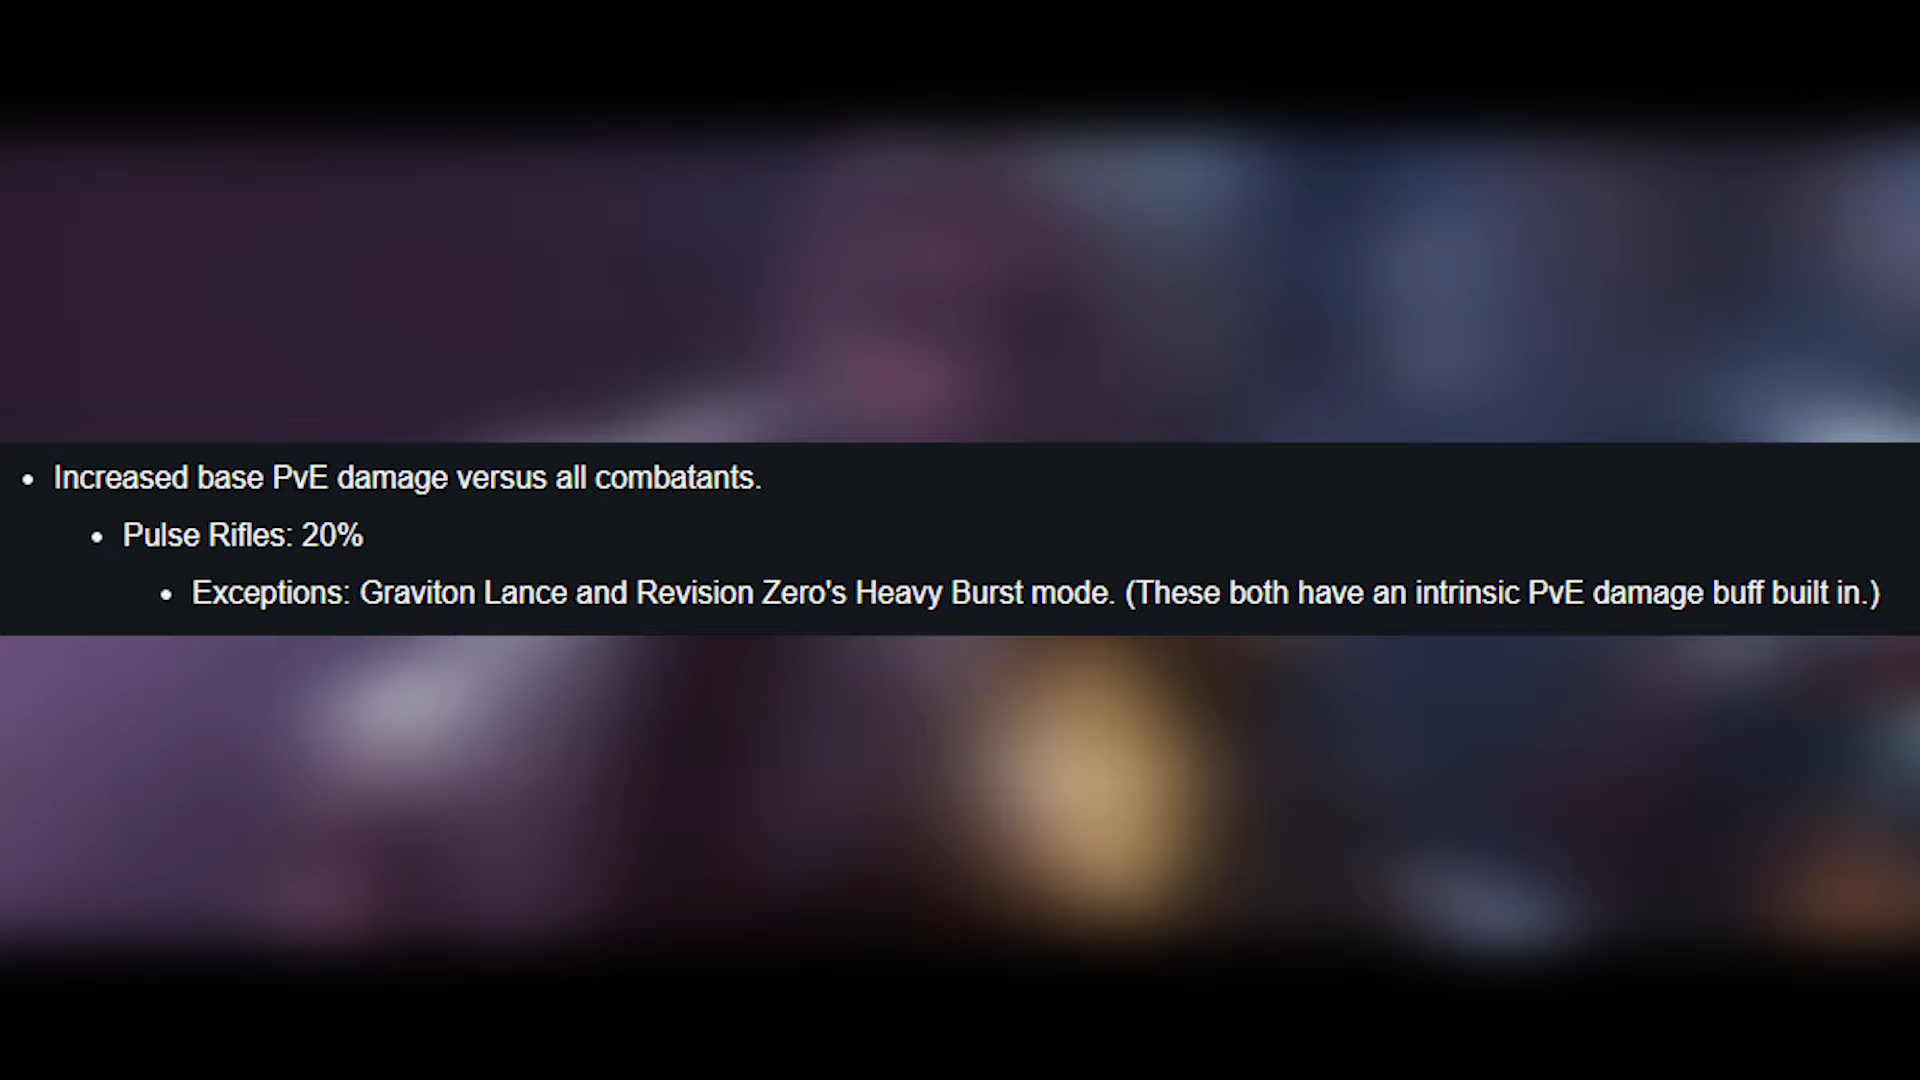 Increased base PvE damage versus all combatants.
Pulse Rifles: 20%
Exceptions: Graviton Lance and Revision Zero's Heavy Burst mode. (These both have an intrinsic PvE damage buff built in.)